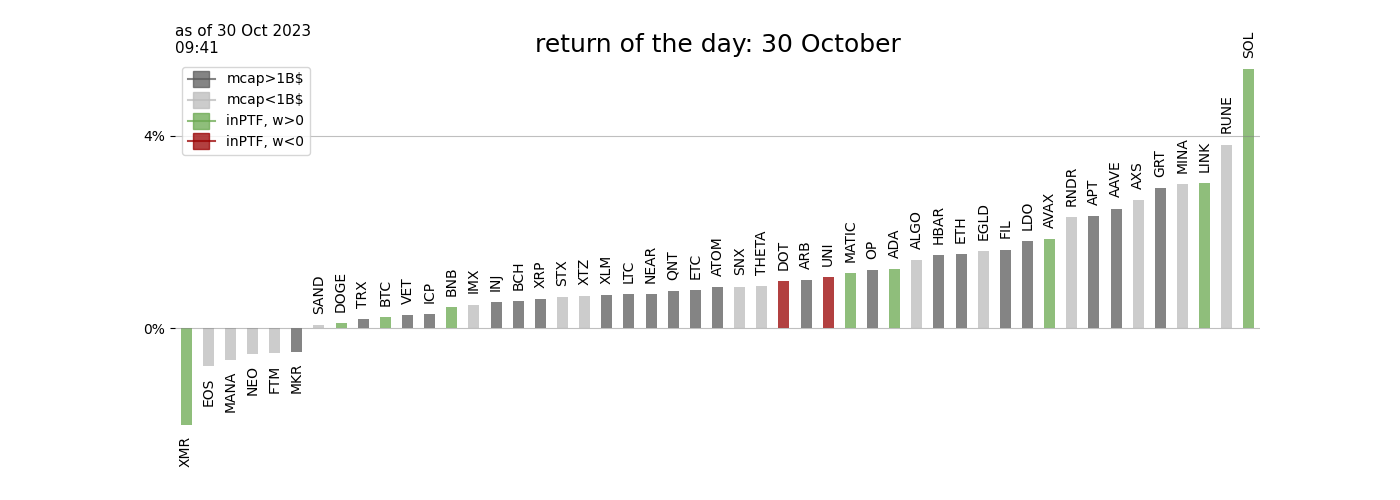 as of 30 Oct 2023
09:41
return of the day: 30 October
mcap>1B$
mcap<1B$
inPTF, w>0
inPTF, w<0
4%
0%
XMR
EOS
MANA
NEO
FTM
MKR
SAND
DOGE
TRX
BTC
VET
ICP
BNB
IMX
INJ
BCH
XRP
STX
XTZ
XLM
LTC
NEAR
QNT
ETC
ATOM
SNX
THETA
DOT
ARB
UNI
MATIC
OP
ADA
ALGO
HBAR
ETH
EGLD
FIL
LDO
AVAX
RNDR
APT
AAVE
AXS
GRT
MINA
LINK
RUNE
SOL